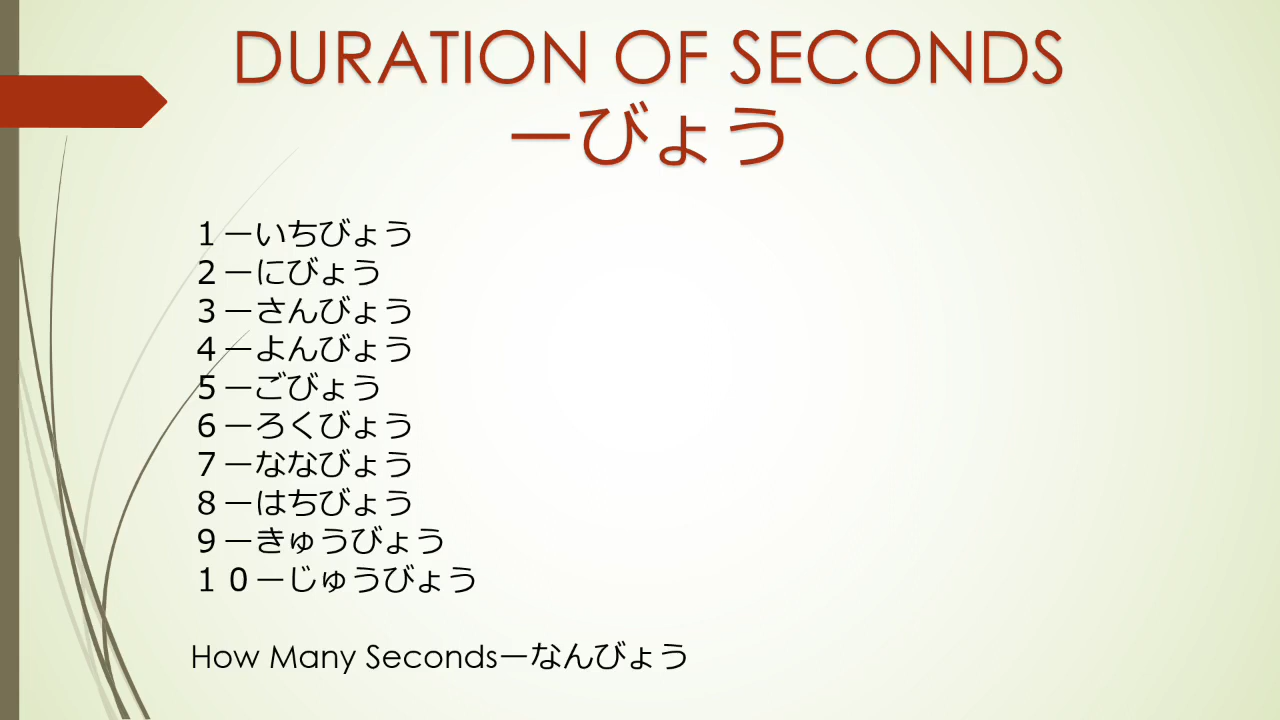 DURATION OF SECONDS
ーびょう
１ーいちびょう
２ーにびょう
３ーさんびょう
４ーよんびょう
５ーごびょう
６ーろくびょう
７ーななびょう
８ーはちびょう
９ーきゅうびょう
１０ーじゅうびょう
How Many Secondsーなんびょう